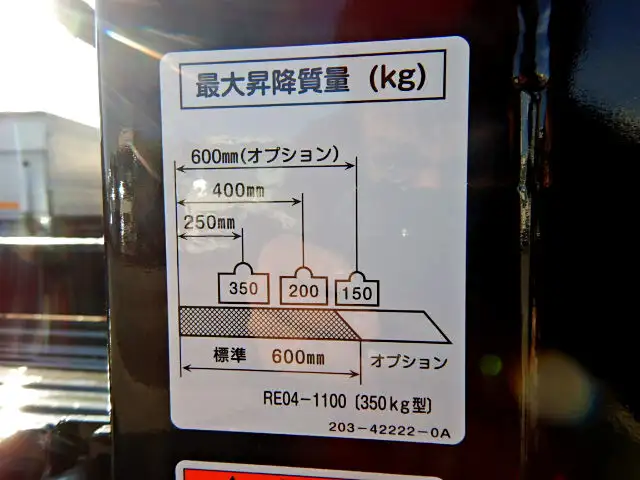 最大昇降質量 (kg)
600mm(オプション)
400mm
250mm
350 200 150
標準 600mm オプション
RE04-1100 〔350kg型〕
203-42222-0A